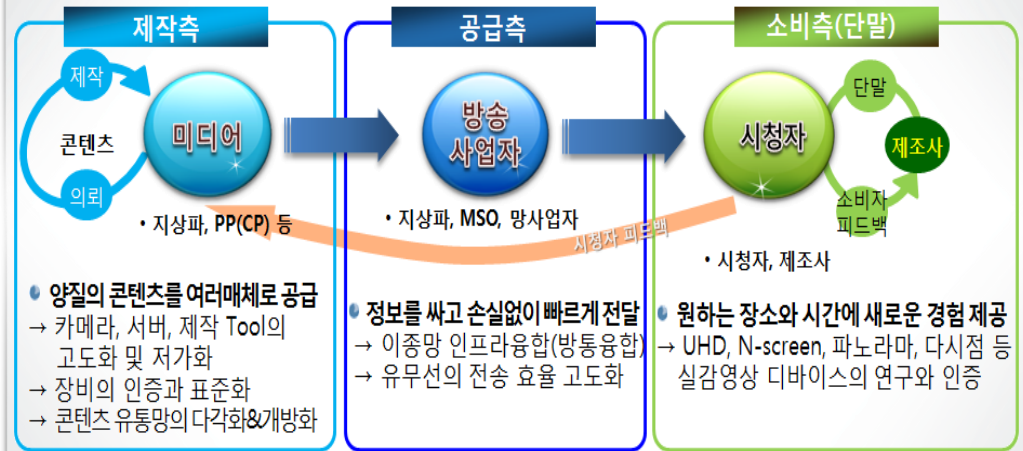 제작측
제작
콘텐츠
의뢰
미디어
• 지상파, PP(CP) 등
양질의 콘텐츠를 여러매체로 공급
→ 카메라, 서버, 제작 Tool의
고도화 및 저가화
→ 장비의 인증과 표준화
→ 콘텐츠 유통망의 다각화&개방화
공급측
방송
사업자
• 지상파, MSO, 망사업자
시청자 피드백
정보를 싸고 손실없이 빠르게 전달
→ 이종망 인프라융합(방통융합)
→ 유무선의 전송 효율 고도화
소비측(단말)
시청자
단말
제조사
소비자
피드백
• 시청자, 제조사
원하는 장소와 시간에 새로운 경험 제공
→ UHD, N-screen, 파노라마, 다시점 등
실감영상 디바이스의 연구와 인증